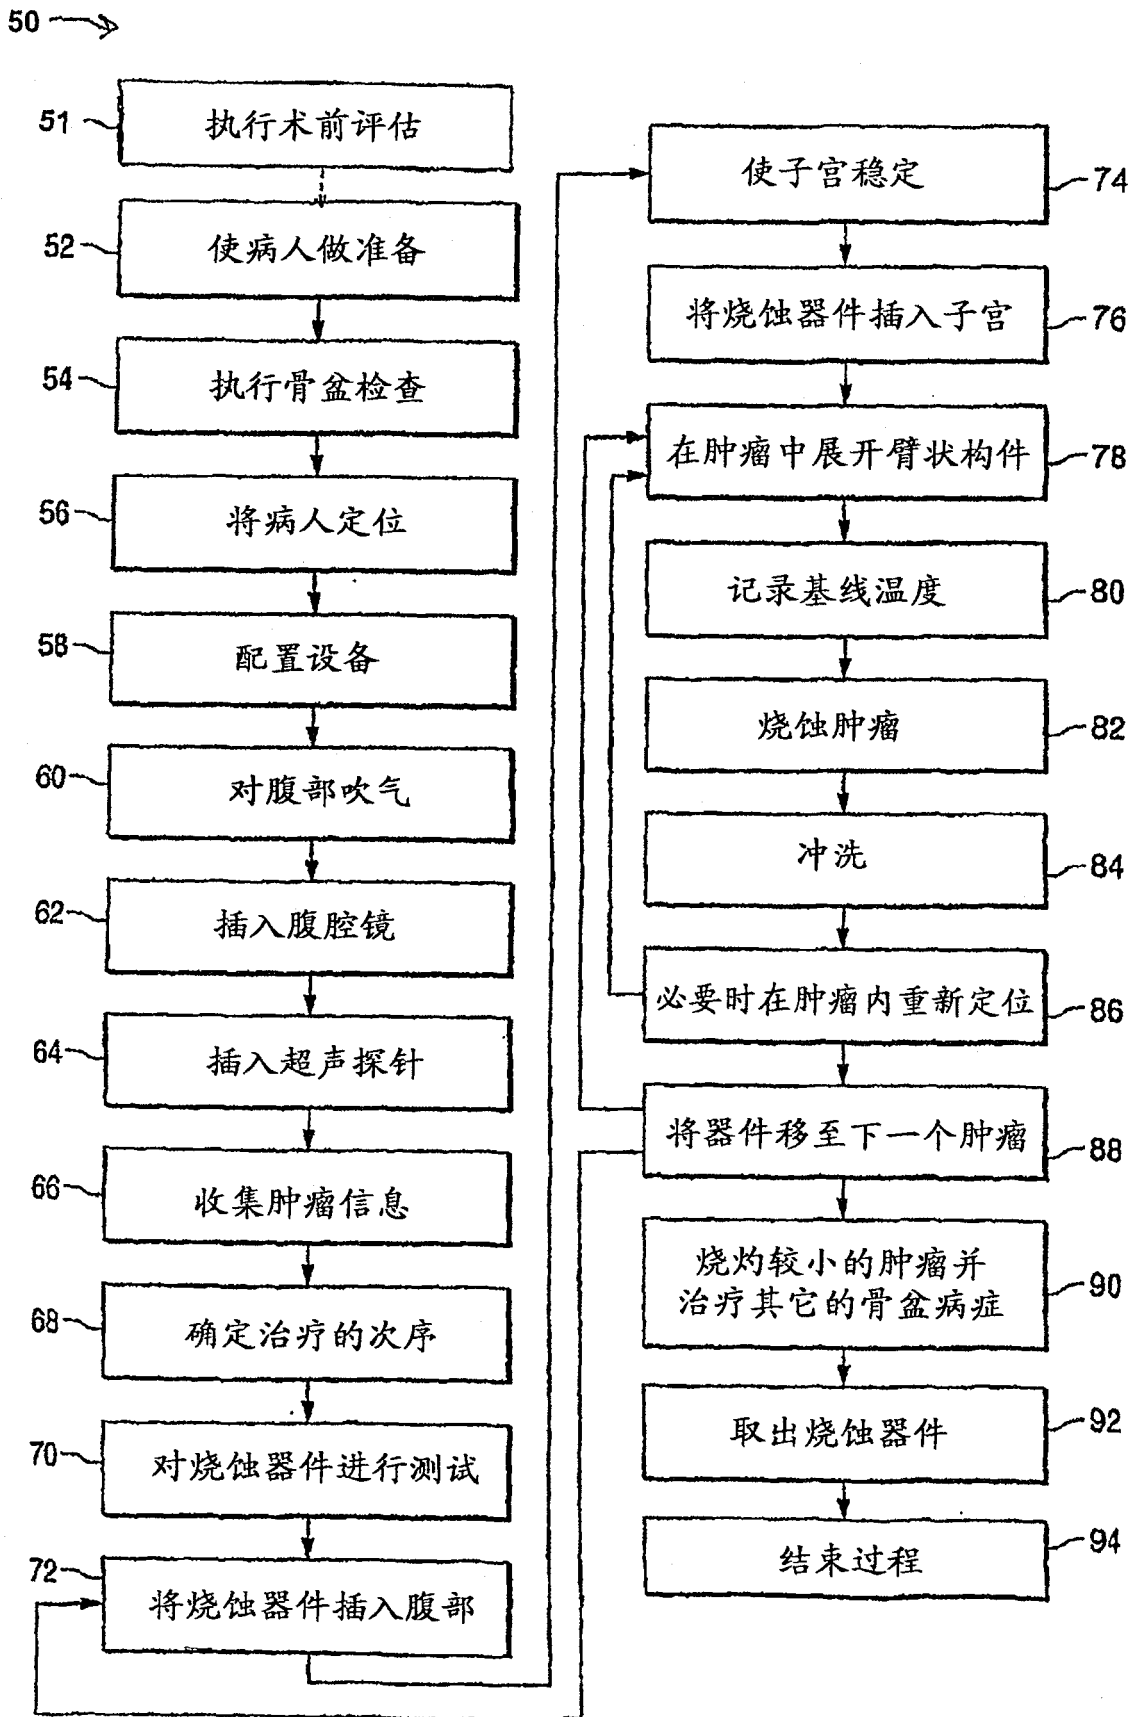 50
51
执行术前评估
52
使病人做准备
54
执行骨盆检查
56
将病人定位
58
配置设备
60
对腹部吹气
62
插入腹腔镜
64
插入超声探针
66
收集肿瘤信息
68
确定治疗的次序
70
对烧蚀器件进行测试
72
将烧蚀器件插入腹部
使子宫稳定
74
将烧蚀器件插入子宫
76
在肿瘤中展开臂状构件
78
记录基线温度
80
烧蚀肿瘤
82
冲洗
84
必要时在肿瘤内重新定位
86
将器件移至下一个肿瘤
88
烧灼较小的肿瘤并
治疗其它的骨盆病症
90
取出烧蚀器件
92
结束过程
94